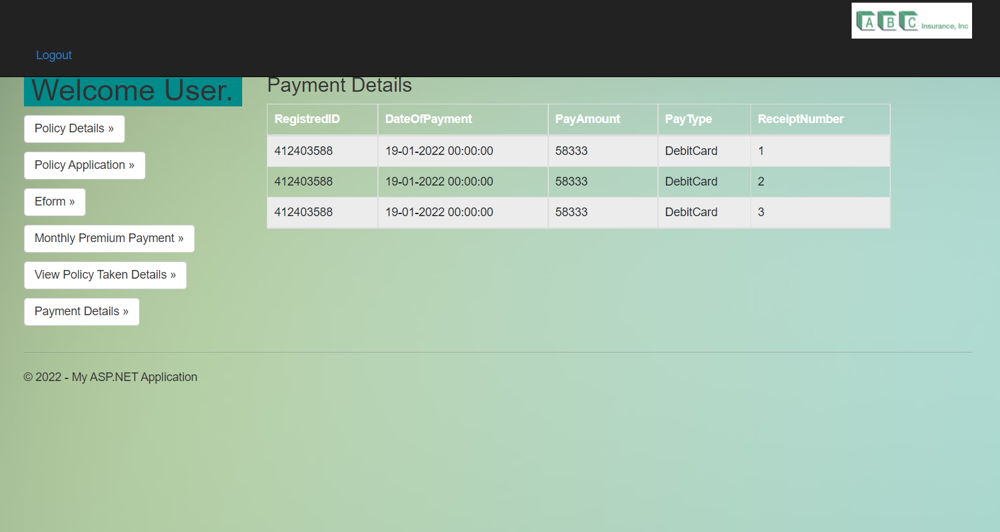 A B C Insurance, Inc
Logout
Welcome User.
Policy Details »
Policy Application »
Eform »
Monthly Premium Payment »
View Policy Taken Details »
Payment Details »
Payment Details
RegistredID DateOfPayment PayAmount PayType ReceiptNumber
412403588 19-01-2022 00:00:00 58333 DebitCard 1
412403588 19-01-2022 00:00:00 58333 DebitCard 2
412403588 19-01-2022 00:00:00 58333 DebitCard 3
© 2022 - My ASP.NET Application